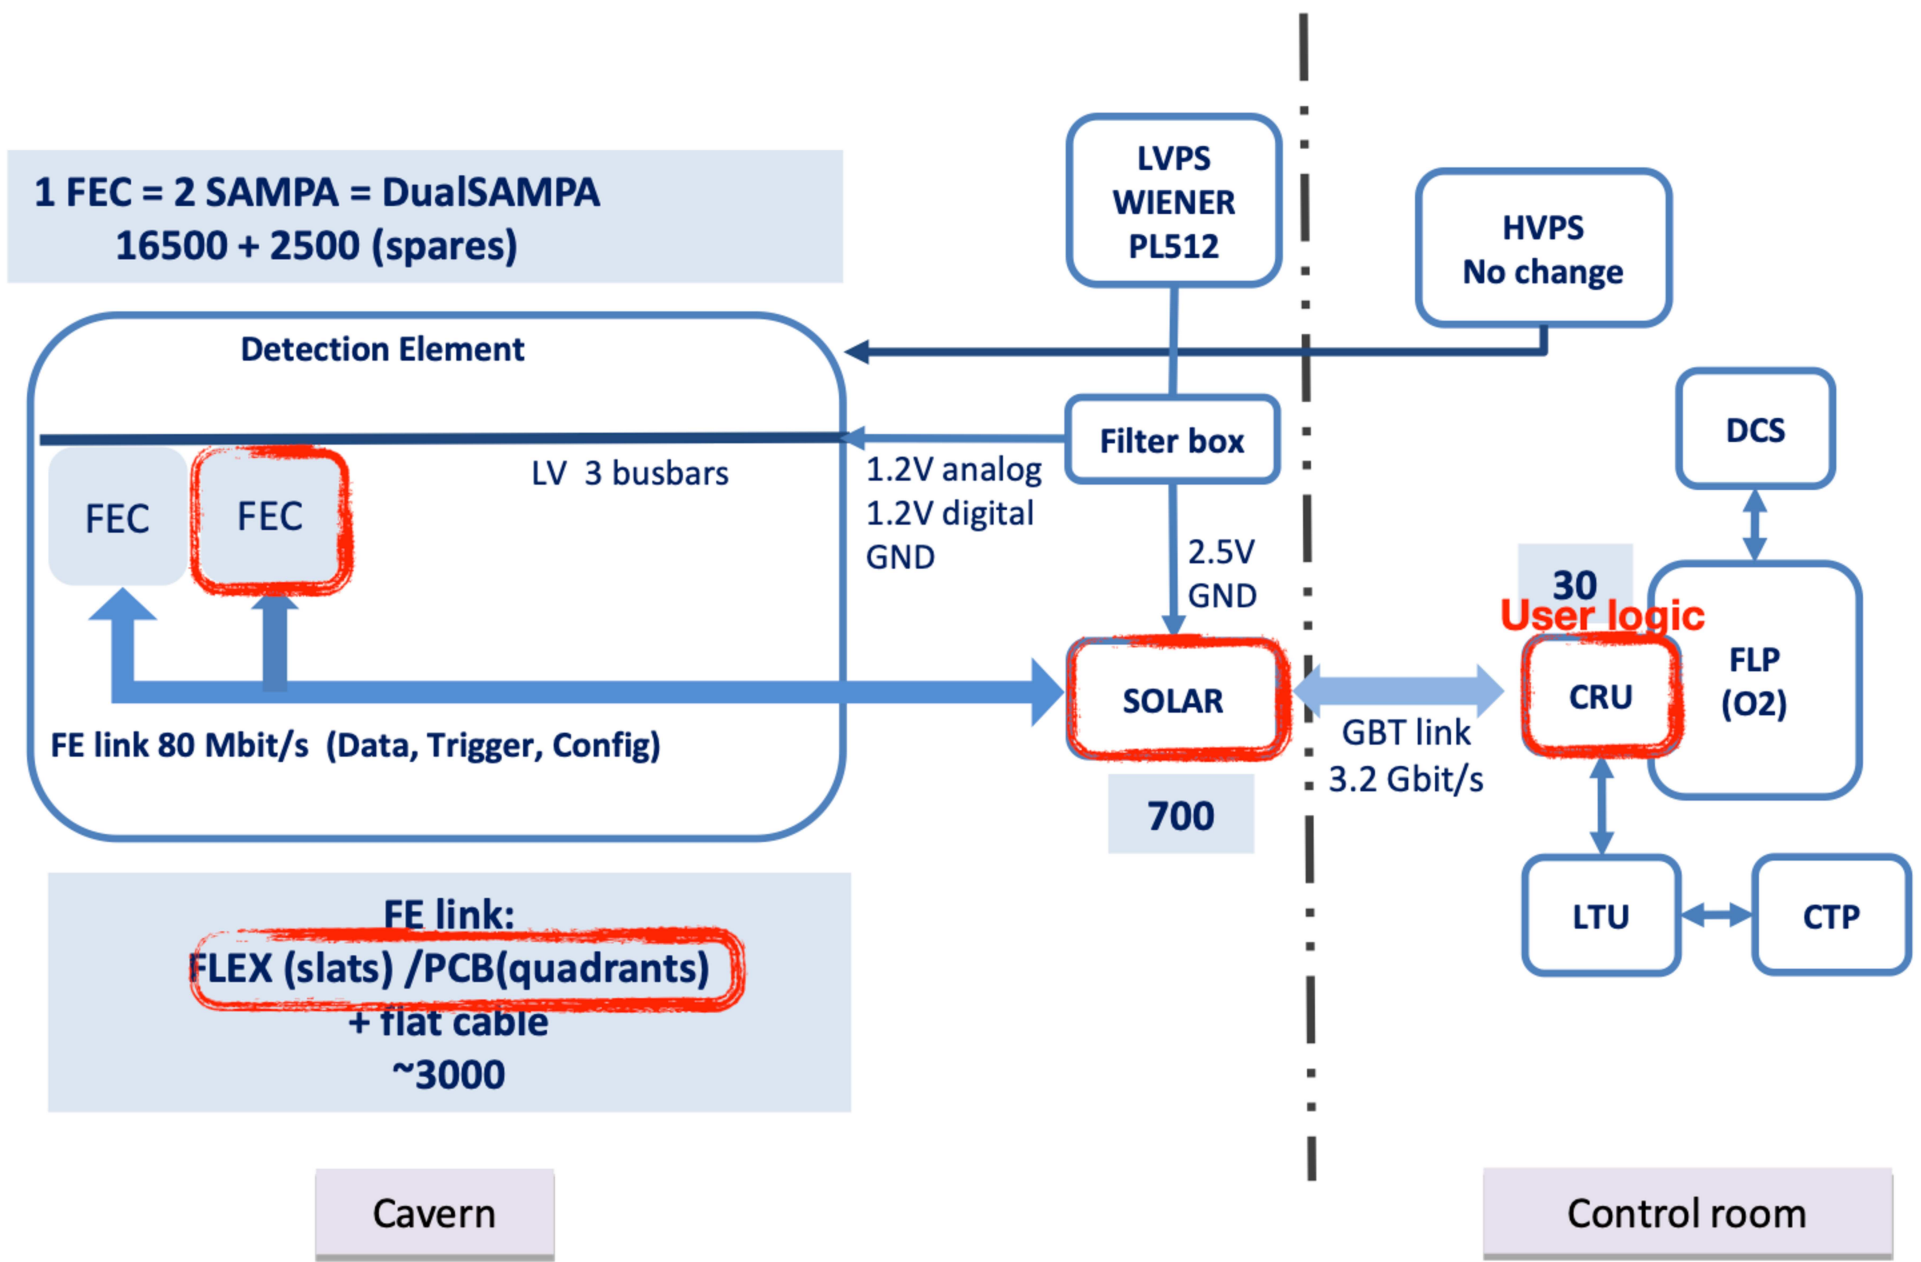 1 FEC = 2 SAMPA = DualSAMPA
16500 + 2500 (spares)
LVPS
WIENER
PL512
HVPS
No change
Detection Element
DCS
Filter box
LV 3 busbars
1.2V analog
1.2V digital
GND
FEC
FEC
2.5V
GND
30
User logic
FLP
(O2)
SOLAR
CRU
FE link 80 Mbit/s (Data, Trigger, Config)
GBT link
3.2 Gbit/s
700
LTU
CTP
FE link:
FLEX (slats) /PCB(quadrants)
+ flat cable
~3000
Cavern
Control room